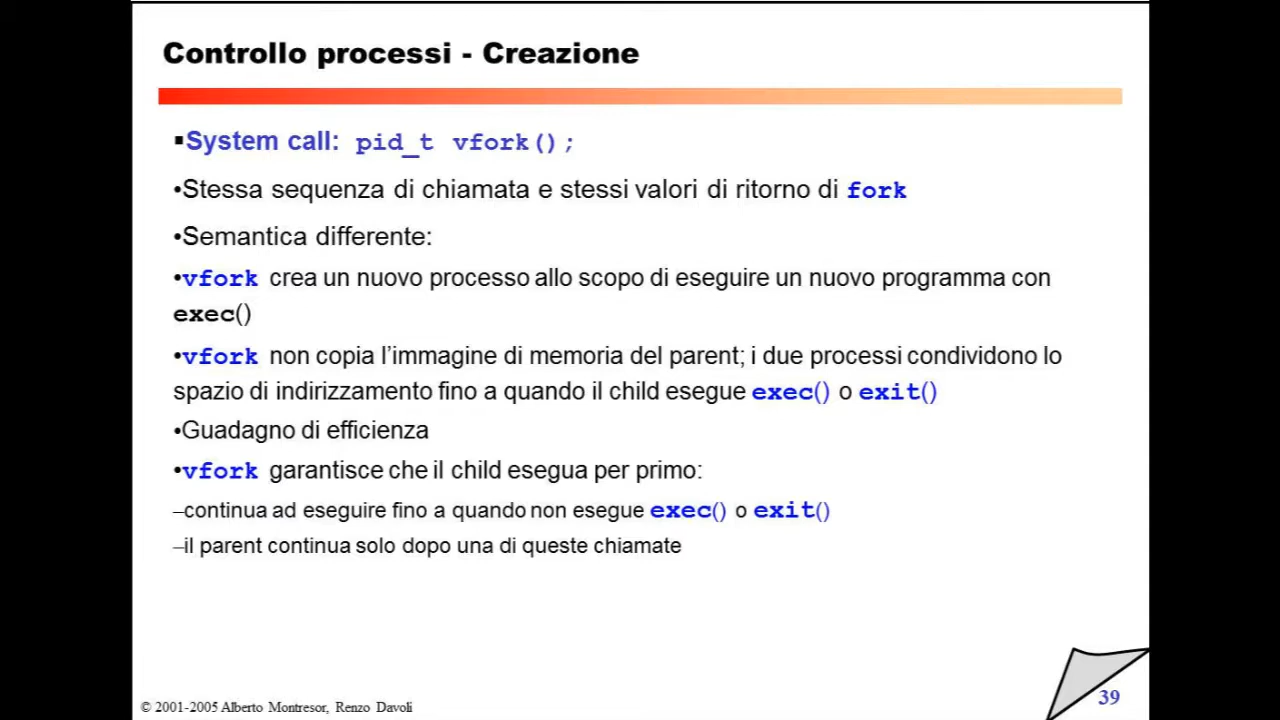 Controllo processi - Creazione
▪System call: pid_t vfork();
•Stessa sequenza di chiamata e stessi valori di ritorno di fork
•Semantica differente:
•vfork crea un nuovo processo allo scopo di eseguire un nuovo programma con
exec()
•vfork non copia l’immagine di memoria del parent; i due processi condividono lo
spazio di indirizzamento fino a quando il child esegue exec() o exit()
•Guadagno di efficienza
•vfork garantisce che il child esegua per primo:
–continua ad eseguire fino a quando non esegue exec() o exit()
–il parent continua solo dopo una di queste chiamate
© 2001-2005 Alberto Montresor, Renzo Davoli
39